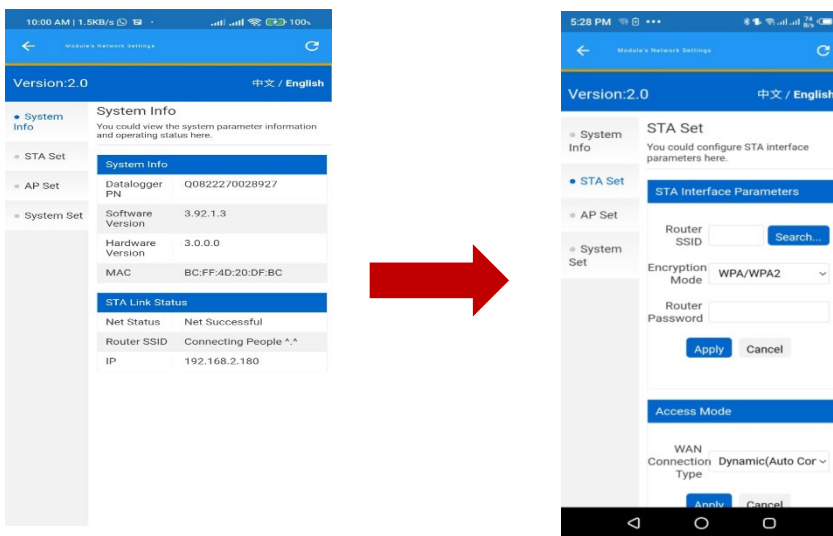 10:00 AM | 1.5KB/s
100%
Module's Network Settings
Version:2.0
中文 / English
System Info
STA Set
AP Set
System Set
System Info
You could view the system parameter information
and operating status here.
System Info
Datalogger PN Q0822270028927
Software Version 3.92.1.3
Hardware Version 3.0.0.0
MAC BC:FF:4D:20:DF:BC
STA Link Status
Net Status Net Successful
Router SSID Connecting People ^.^
IP 192.168.2.180
5:28 PM
74 B/s
Module's Network Settings
Version:2.0
中文 / English
System Info
STA Set
AP Set
System Set
STA Set
You could configure STA interface
parameters here.
STA Interface Parameters
Router SSID
Search...
Encryption Mode WPA/WPA2
Router Password
Apply Cancel
Access Mode
WAN Connection Type Dynamic(Auto Cor
Apply Cancel